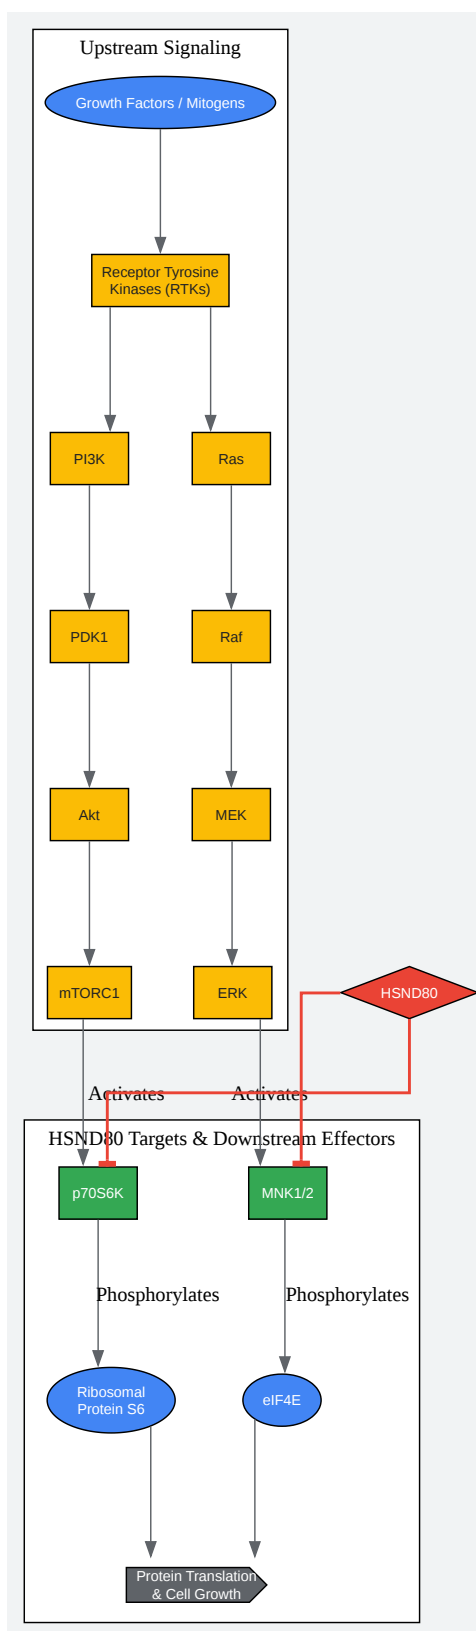 Upstream Signaling
Growth Factors / Mitogens
Receptor Tyrosine
Kinases (RTKs)
PI3K
Ras
PDK1
Raf
Akt
MEK
mTORC1
ERK
HSND80
Activates
Activates
HSND80 Targets & Downstream Effectors
p70S6K
MNK1/2
Phosphorylates
Phosphorylates
Ribosomal
Protein S6
eIF4E
Protein Translation
& Cell Growth